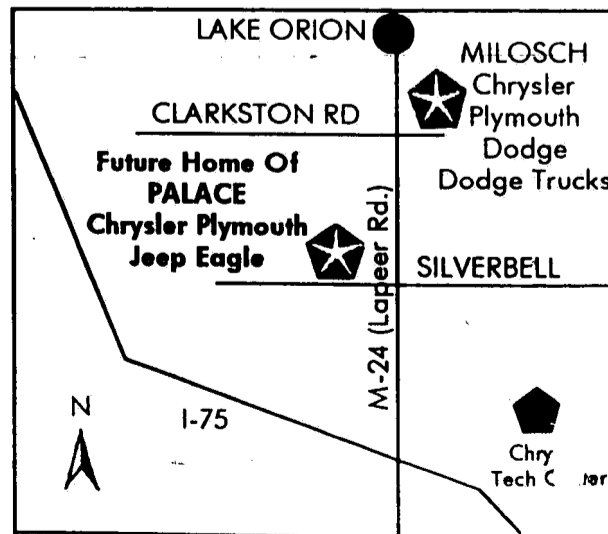 LAKE ORION
MILOSCH
Chrysler
Plymouth
Dodge
Dodge Trucks
CLARKSTON RD
Future Home Of
PALACE
Chrysler Plymouth
Jeep Eagle
M-24 (Lapeer Rd.)
SILVERBELL
I-75
N
Chry
Tech